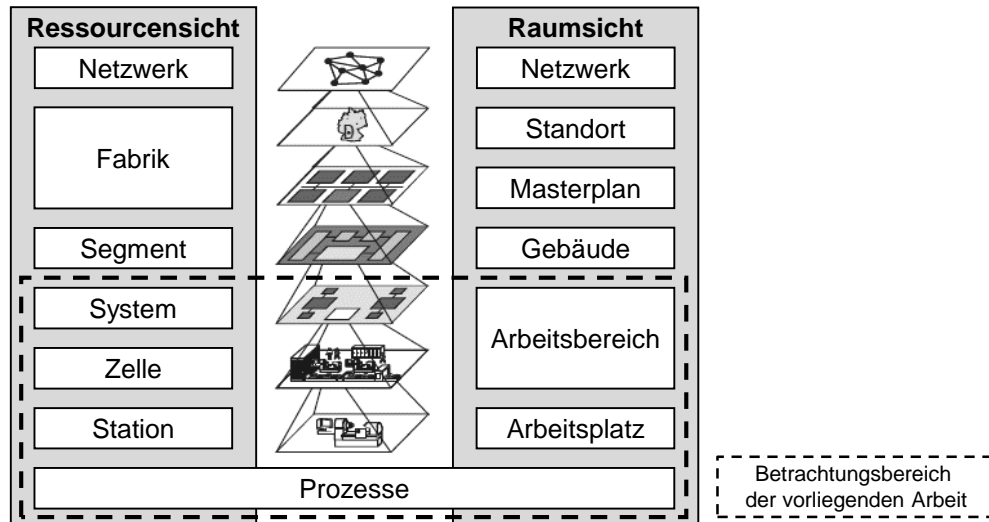 Ressourcensicht
Netzwerk
Fabrik
Segment
System
Zelle
Station
Raumsicht
Netzwerk
Standort
Masterplan
Gebäude
Arbeitsbereich
Arbeitsplatz
Prozesse
Betrachtungsbereich
der vorliegenden Arbeit